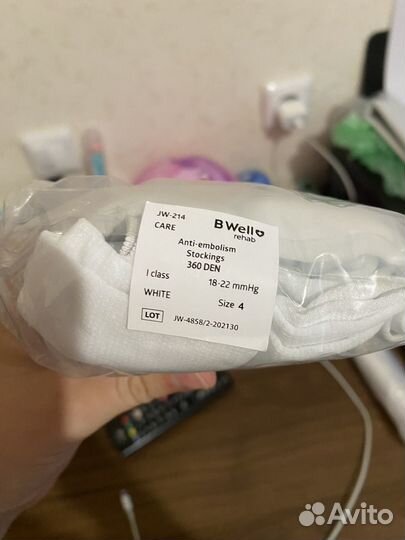 JW-214
CARE
B Well
rehab
Anti-embolism
Stockings
360 DEN
I class
18-22 mmHg
WHITE
Size 4
LOT
JW-4858/2-202130
Avito